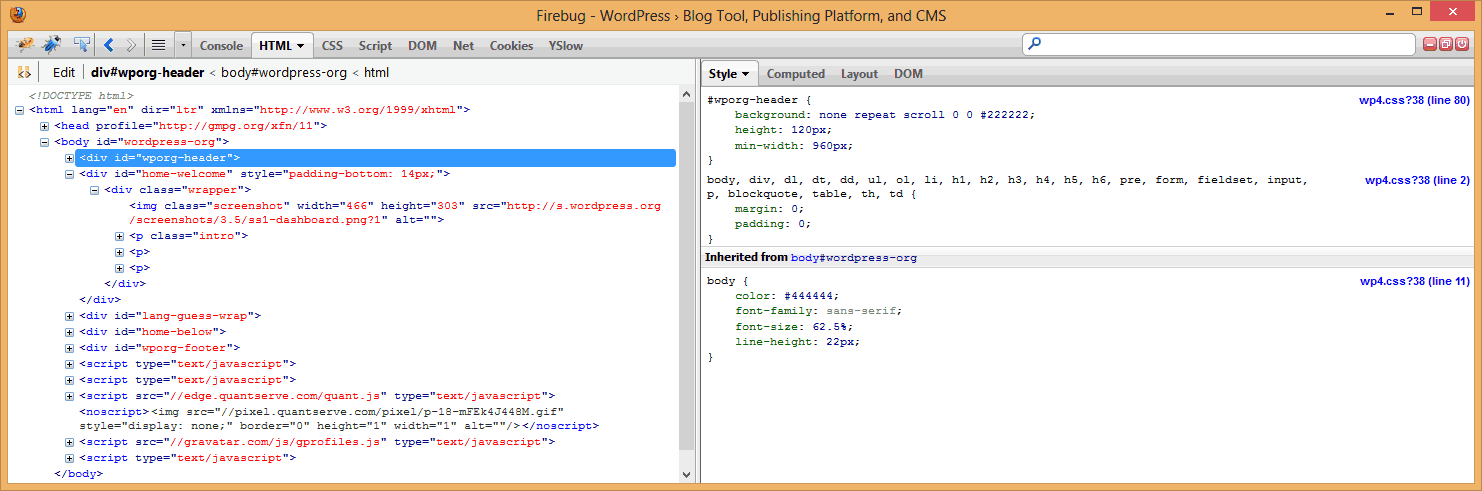 Firebug - WordPress › Blog Tool, Publishing Platform, and CMS
Console HTML CSS Script DOM Net Cookies YSlow
Edit div#wporg-header < body#wordpress-org < html
<!DOCTYPE html>
<html lang="en" dir="ltr" xmlns="http://www.w3.org/1999/xhtml">
<head profile="http://gmpg.org/xfn/11">
<body id="wordpress-org">
<div id="wporg-header">
<div id="home-welcome" style="padding-bottom: 14px;">
<div class="wrapper">
<img class="screenshot" width="466" height="303" src="http://s.wordpress.org
/screenshots/3.5/ss1-dashboard.png?1" alt="">
<p class="intro">
<p>
<p>
</div>
</div>
<div id="lang-guess-wrap">
<div id="home-below">
<div id="wporg-footer">
<script type="text/javascript">
<script type="text/javascript">
<script src="//edge.quantserve.com/quant.js" type="text/javascript">
<noscript><img src="//pixel.quantserve.com/pixel/p-18-mFEk4J448M.gif"
style="display: none;" border="0" height="1" width="1" alt=""/></noscript>
<script src="//gravatar.com/js/gprofiles.js" type="text/javascript">
<script type="text/javascript">
</body>
Style Computed Layout DOM
#wporg-header { wp4.css?38 (line 80)
background: none repeat scroll 0 0 #222222;
height: 120px;
min-width: 960px;
}
body, div, dl, dt, dd, ul, ol, li, h1, h2, h3, h4, h5, h6, pre, form, fieldset, input, wp4.css?38 (line 2)
p, blockquote, table, th, td {
margin: 0;
padding: 0;
}
Inherited from body#wordpress-org
body { wp4.css?38 (line 11)
color: #444444;
font-family: sans-serif;
font-size: 62.5%;
line-height: 22px;
}